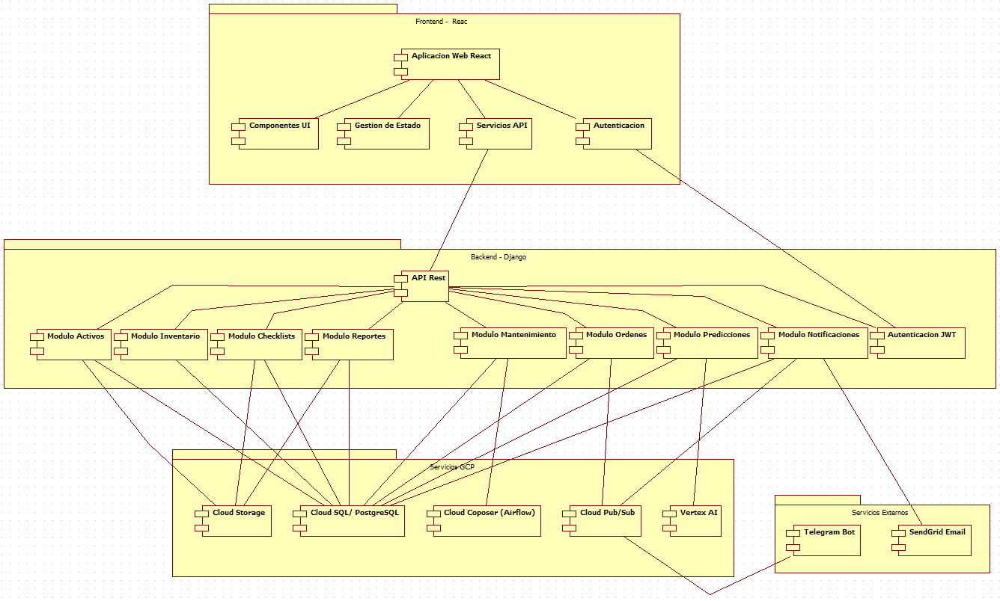 Frontend -  Reac
Aplicacion Web React
Componentes UI
Gestion de Estado
Servicios API
Autenticacion
Backend - Django
API Rest
Modulo Activos
Modulo Inventario
Modulo Checklists
Modulo Reportes
Modulo Mantenimiento
Modulo Ordenes
Modulo Predicciones
Modulo Notificaciones
Autenticacion JWT
Servicios GCP
Cloud Storage
Cloud SQL/ PostgreSQL
Cloud Coposer (Airflow)
Cloud Pub/Sub
Vertex AI
Servicios Externos
Telegram Bot
SendGrid Email